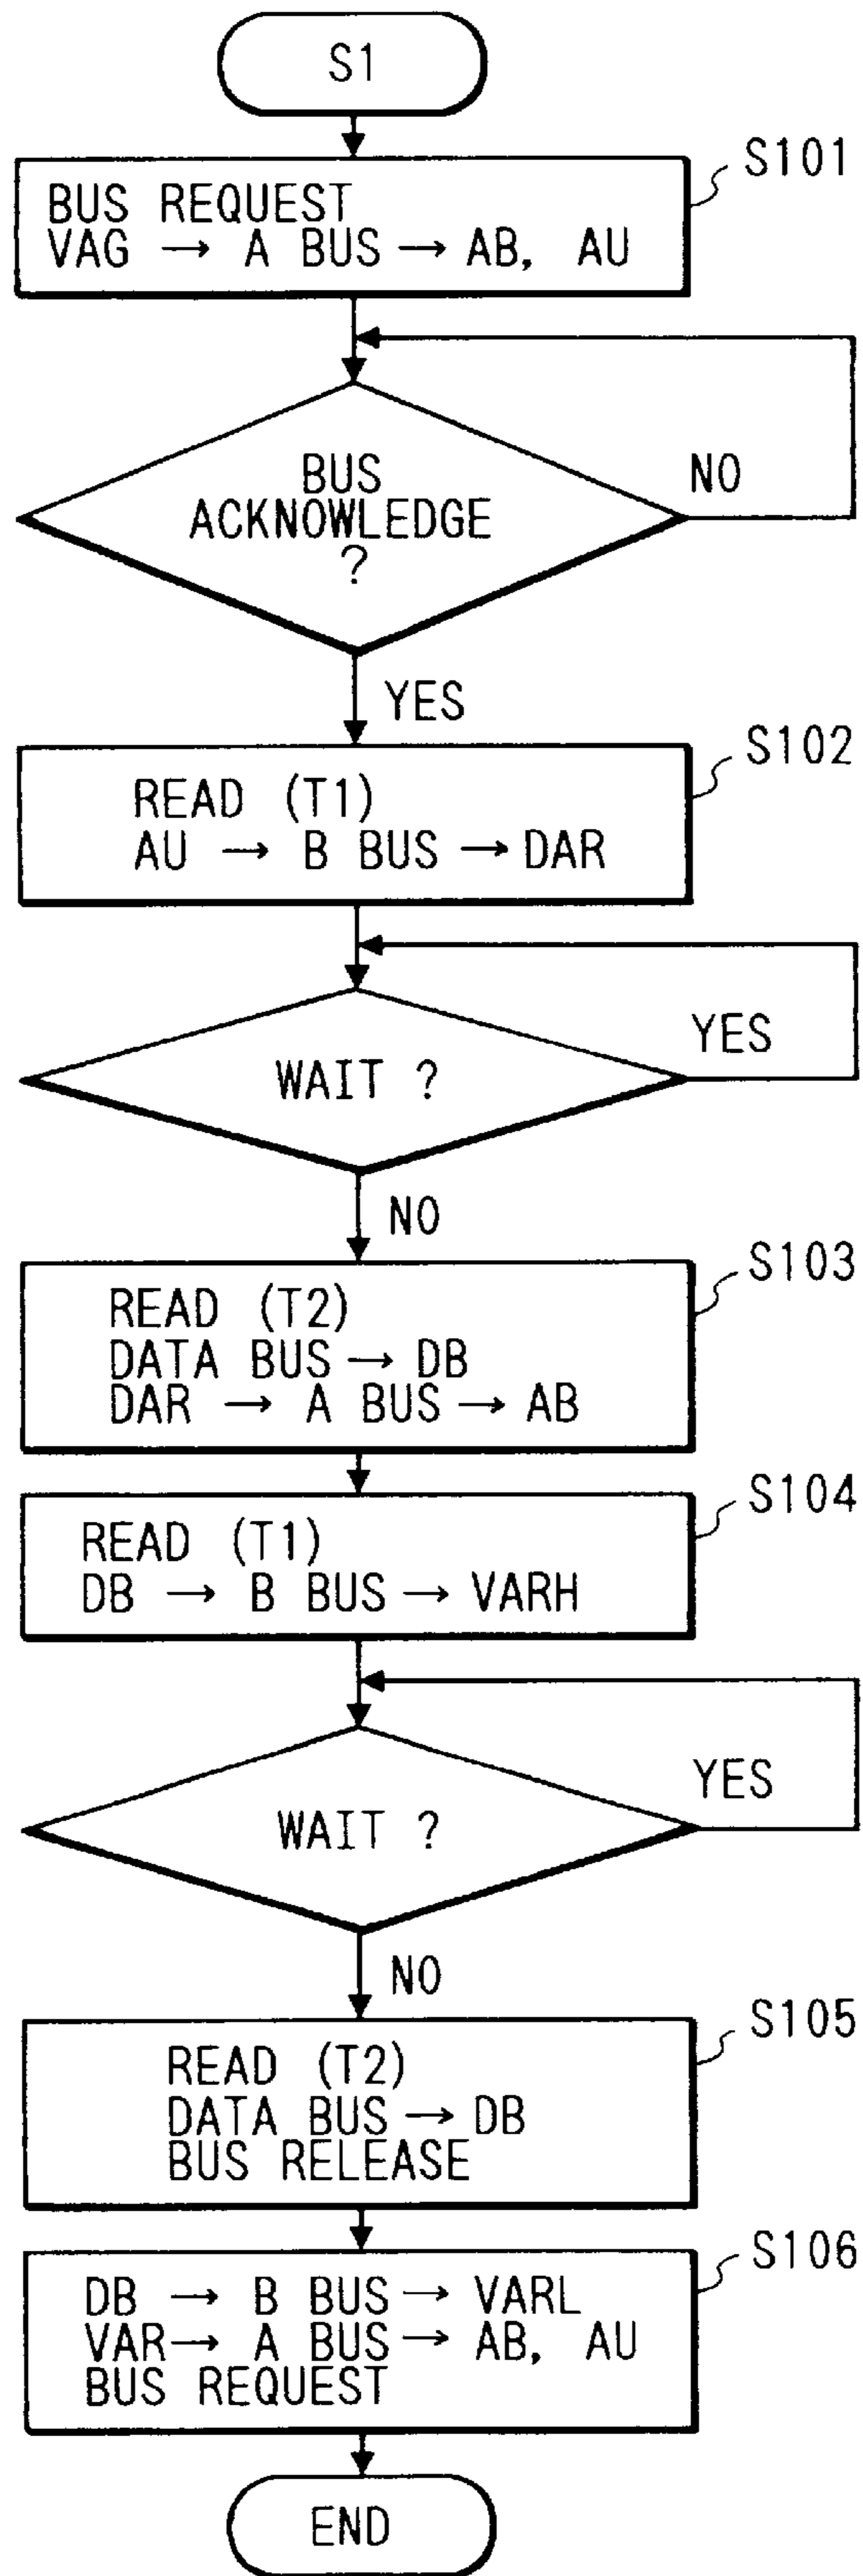 S1
S101
BUS REQUEST
VAG → A BUS → AB, AU
BUS
ACKNOWLEDGE
?
NO
YES
S102
READ (T1)
AU → B BUS → DAR
WAIT ?
YES
NO
S103
READ (T2)
DATA BUS → DB
DAR → A BUS → AB
S104
READ (T1)
DB → B BUS → VARH
WAIT ?
YES
NO
S105
READ (T2)
DATA BUS → DB
BUS RELEASE
S106
DB → B BUS → VARL
VAR → A BUS → AB, AU
BUS REQUEST
END